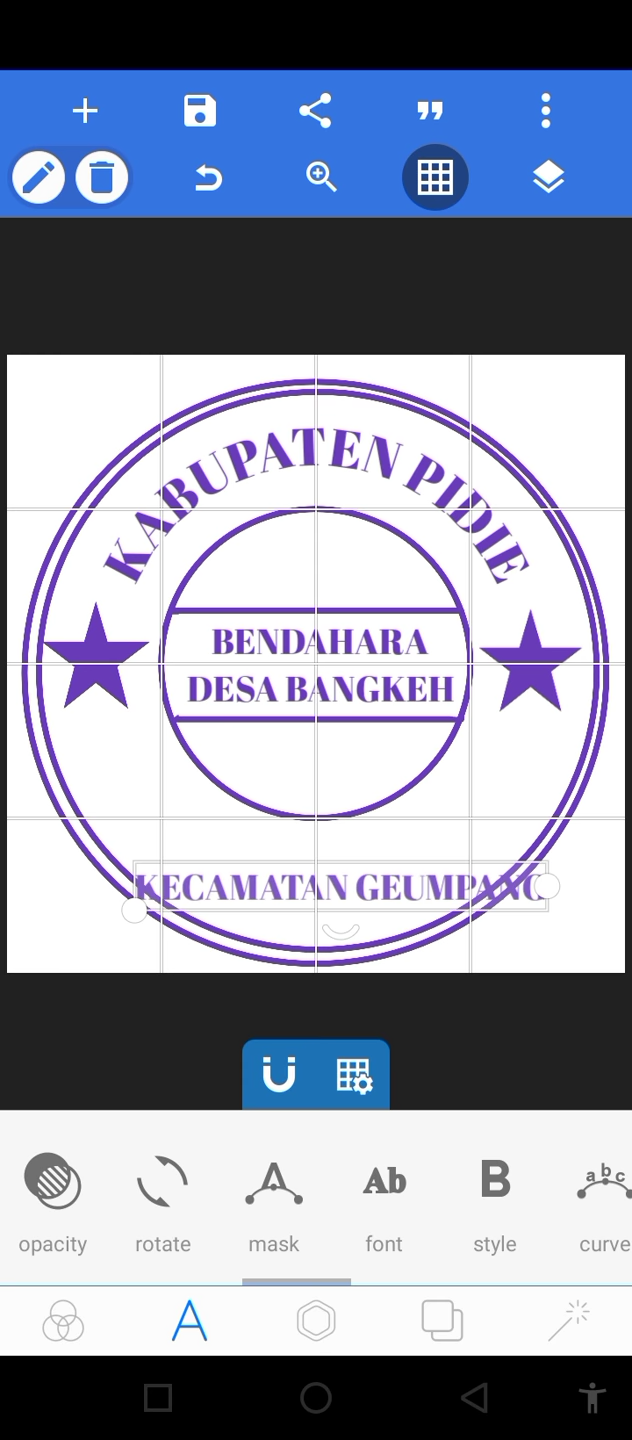 KABUPATEN PIDIE
BENDAHARA
DESA BANGKEH
KECAMATAN GEUMPANG
opacity
rotate
mask
font
style
curve